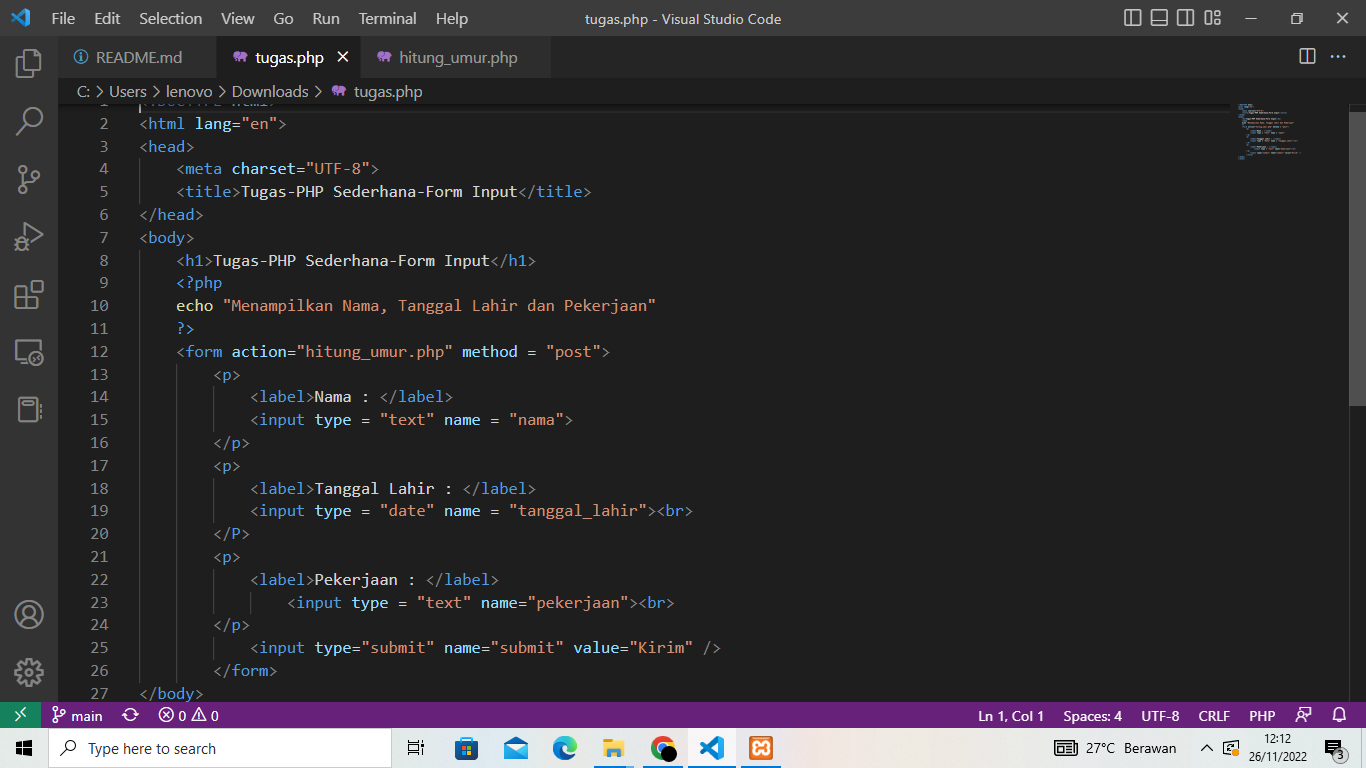 File Edit Selection View Go Run Terminal Help tugas.php - Visual Studio Code
README.md tugas.php hitung_umur.php
C: > Users > lenovo > Downloads > tugas.php
1 <!DOCTYPE html>
2 <html lang="en">
3 <head>
4 <meta charset="UTF-8">
5 <title>Tugas-PHP Sederhana-Form Input</title>
6 </head>
7 <body>
8 <h1>Tugas-PHP Sederhana-Form Input</h1>
9 <?php
10 echo "Menampilkan Nama, Tanggal Lahir dan Pekerjaan"
11 ?>
12 <form action="hitung_umur.php" method = "post">
13 <p>
14 <label>Nama : </label>
15 <input type = "text" name = "nama">
16 </p>
17 <p>
18 <label>Tanggal Lahir : </label>
19 <input type = "date" name = "tanggal_lahir"><br>
20 </P>
21 <p>
22 <label>Pekerjaan : </label>
23 <input type = "text" name="pekerjaan"><br>
24 </p>
25 <input type="submit" name="submit" value="Kirim" />
26 </form>
27 </body>
main 0 0 Ln 1, Col 1 Spaces: 4 UTF-8 CRLF PHP
Type here to search 27°C Berawan 12:12
26/11/2022 3